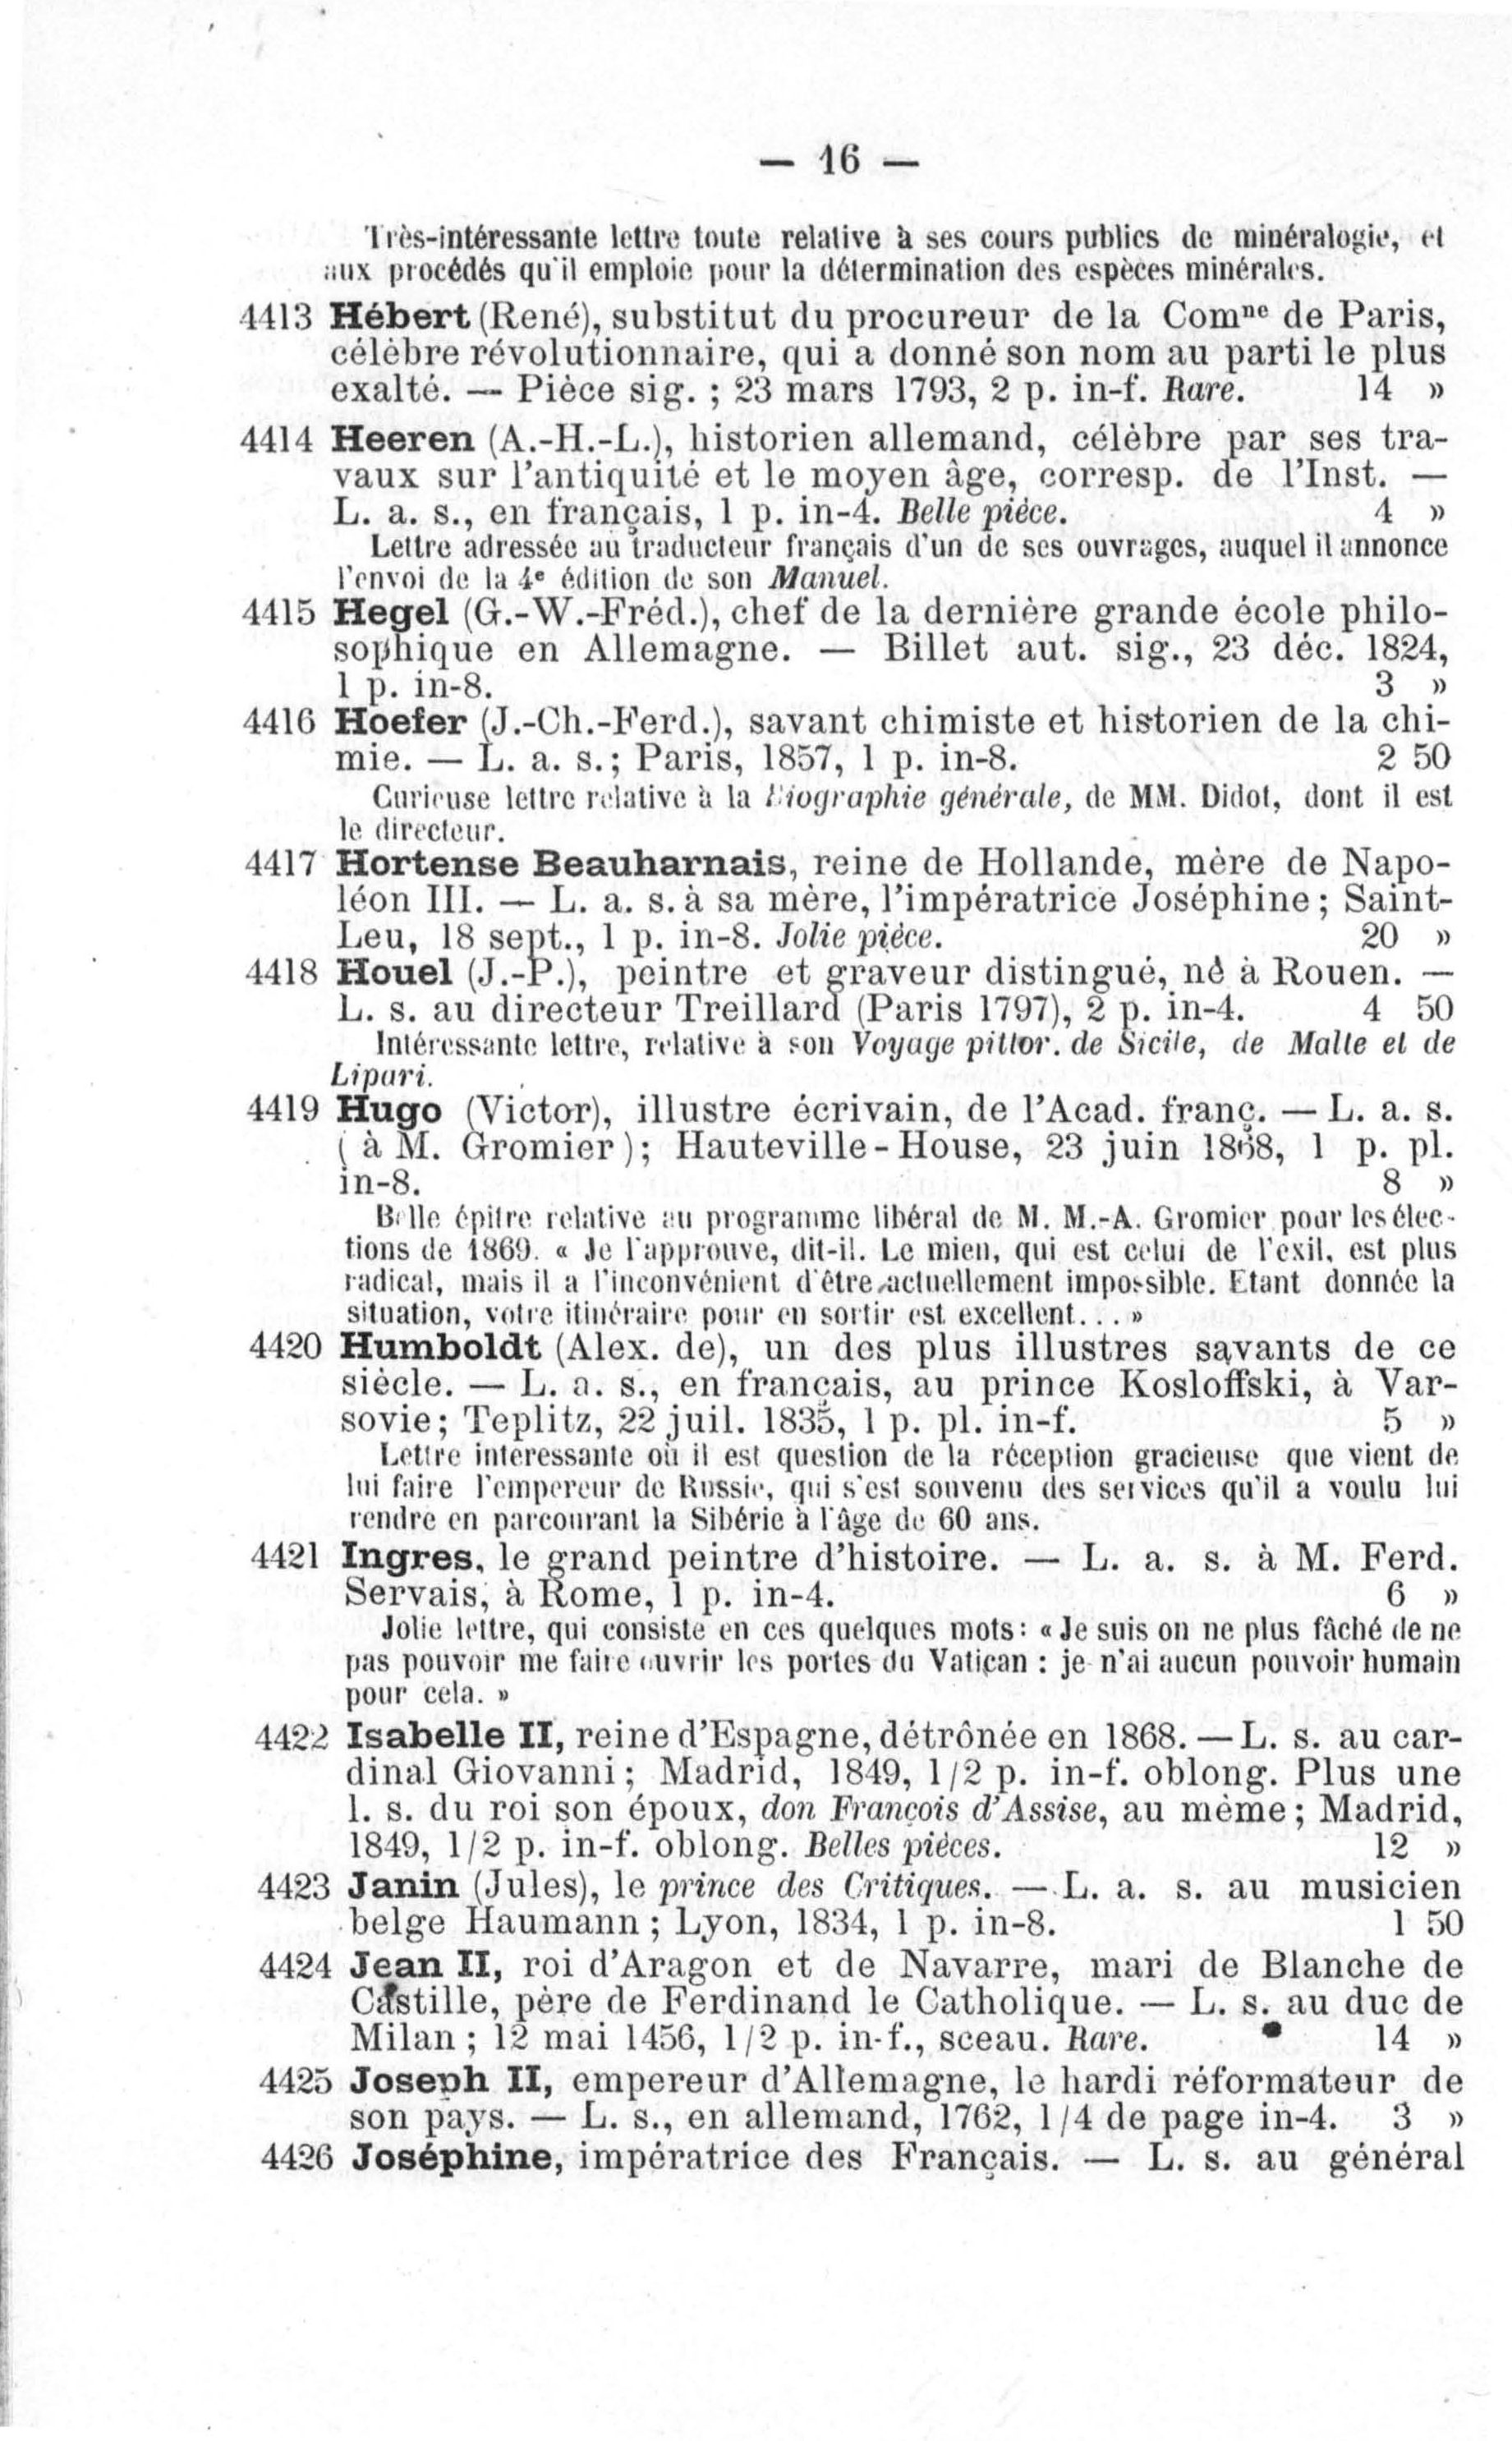 — 16 —
Très-intéressante lettre toute relative à ses cours publics de minéralogie, et
aux procédés qu'il emploie pour la détermination des espèces minérales.
4413 Hébert (René), substitut du procureur de la Comne de Paris,
célèbre révolutionnaire, qui a donné son nom au parti le plus
exalté. — Pièce sig. ; 23 mars 1793, 2 p. in-f. Rare. 14 »
4414 Heeren (A.-H.-L.), historien allemand, célèbre par ses tra-
vaux sur l'antiquité et le moyen âge, corresp. de l'Inst. —
L. a. s., en français, 1 p. in-4. Belle pièce. 4 »
Lettre adressée au traducteur français d'un de ses ouvrages, auquel il annonce
l'envoi de la 4e édition de son Manuel.
4415 Hegel (G.-W.-Fréd.), chef de la dernière grande école philo-
sophique en Allemagne. — Billet aut. sig., 23 déc. 1824,
1 p. in-8. 3 »
4416 Hoefer (J.-Ch.-Ferd.), savant chimiste et historien de la chi-
mie. — L. a. s. ; Paris, 1857, 1 p. in-8. 2 50
Curieuse lettre relative à la Biographie générale, de MM. Didot, dont il est
le directeur.
4417 Hortense Beauharnais, reine de Hollande, mère de Napo-
léon III. — L. a. s. à sa mère, l'impératrice Joséphine ; Saint-
Leu, 18 sept., 1 p. in-8. Jolie pièce. 20 »
4418 Houel (J.-P.), peintre et graveur distingué, né à Rouen. —
L. s. au directeur Treillard (Paris 1797), 2 p. in-4. 4 50
Intéressante lettre, relative à son Voyage pittor. de Sicile, de Malte et de
Lipari.
4419 Hugo (Victor), illustre écrivain, de l'Acad. franç. — L. a. s.
( à M. Gromier ); Hauteville-House, 23 juin 1868, 1 p. pl.
in-8. 8 »
Belle épître relative au programme libéral de M. M.-A. Gromier pour les élec-
tions de 1869. « Je l'approuve, dit-il. Le mien, qui est celui de l'exil, est plus
radical, mais il a l'inconvénient d'être actuellement impossible. Etant donnée la
situation, votre itinéraire pour en sortir est excellent... »
4420 Humboldt (Alex. de), un des plus illustres savants de ce
siècle. — L. a. s., en français, au prince Kosloffski, à Var-
sovie ; Teplitz, 22 juil. 1835, 1 p. pl. in-f. 5 »
Lettre interessante où il est question de la réception gracieuse que vient de
lui faire l'empereur de Russie, qui s'est souvenu des services qu'il a voulu lui
rendre en parcourant la Sibérie à l'âge de 60 ans.
4421 Ingres, le grand peintre d'histoire. — L. a. s. à M. Ferd.
Servais, à Rome, 1 p. in-4. 6 »
Jolie lettre, qui consiste en ces quelques mots : « Je suis on ne plus fâché de ne
pas pouvoir me faire ouvrir les portes du Vatican : je n'ai aucun pouvoir humain
pour cela. »
4422 Isabelle II, reine d'Espagne, détrônée en 1868. — L. s. au car-
dinal Giovanni ; Madrid, 1849, 1/2 p. in-f. oblong. Plus une
l. s. du roi son époux, don François d'Assise, au même ; Madrid,
1849, 1/2 p. in-f. oblong. Belles pièces. 12 »
4423 Janin (Jules), le prince des Critiques. — L. a. s. au musicien
belge Haumann ; Lyon, 1834, 1 p. in-8. 1 50
4424 Jean II, roi d'Aragon et de Navarre, mari de Blanche de
Castille, père de Ferdinand le Catholique. — L. s. au duc de
Milan ; 12 mai 1456, 1/2 p. in-f., sceau. Rare. 14 »
4425 Joseph II, empereur d'Allemagne, le hardi réformateur de
son pays. — L. s., en allemand, 1762, 1/4 de page in-4. 3 »
4426 Joséphine, impératrice des Français. — L. s. au général